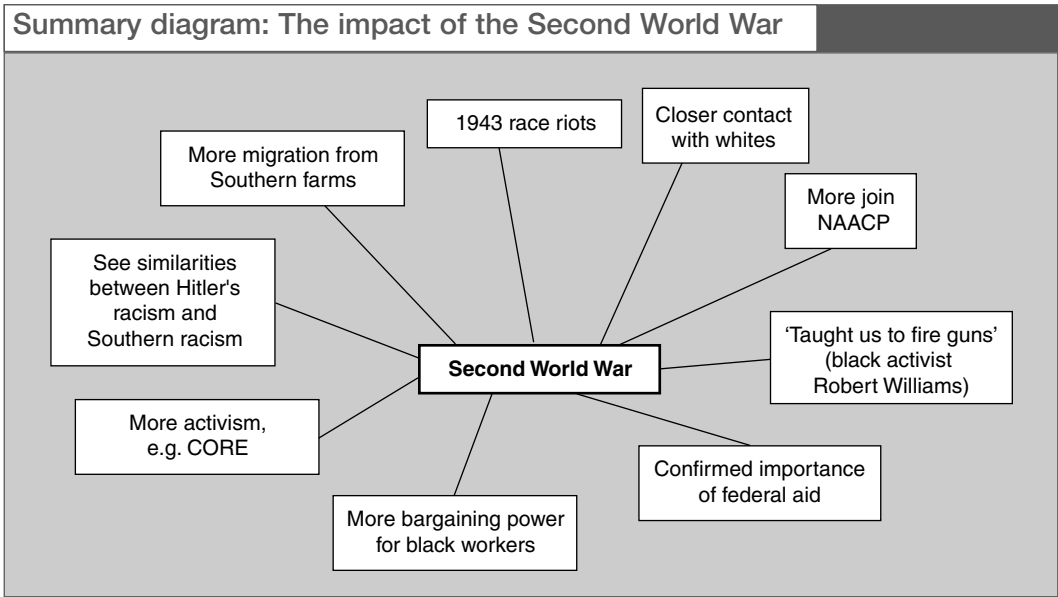 Summary diagram: The impact of the Second World War
1943 race riots
Closer contact
with whites
More migration from
Southern farms
More join
NAACP
See similarities
between Hitler's
racism and
Southern racism
'Taught us to fire guns'
(black activist
Robert Williams)
Second World War
More activism,
e.g. CORE
Confirmed importance
of federal aid
More bargaining power
for black workers